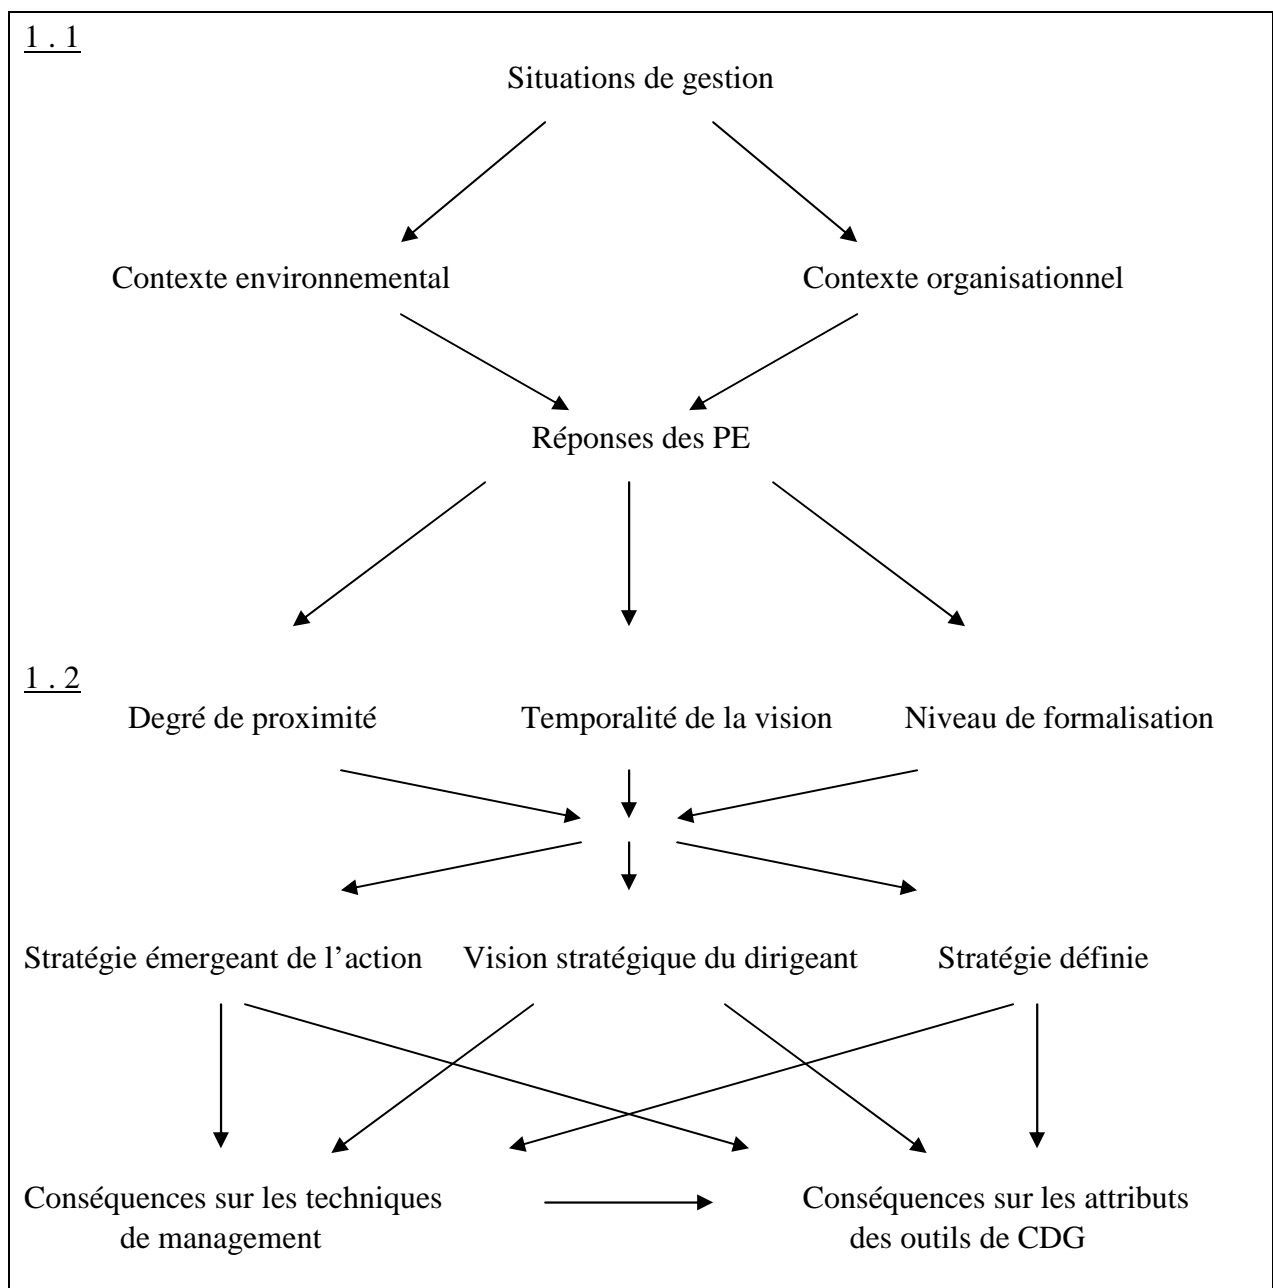 1 . 1
Situations de gestion
Contexte environnemental Contexte organisationnel
Réponses des PE
1 . 2
Degré de proximité Temporalité de la vision Niveau de formalisation
Stratégie émergeant de l’action Vision stratégique du dirigeant Stratégie définie
Conséquences sur les techniques Conséquences sur les attributs
de management des outils de CDG